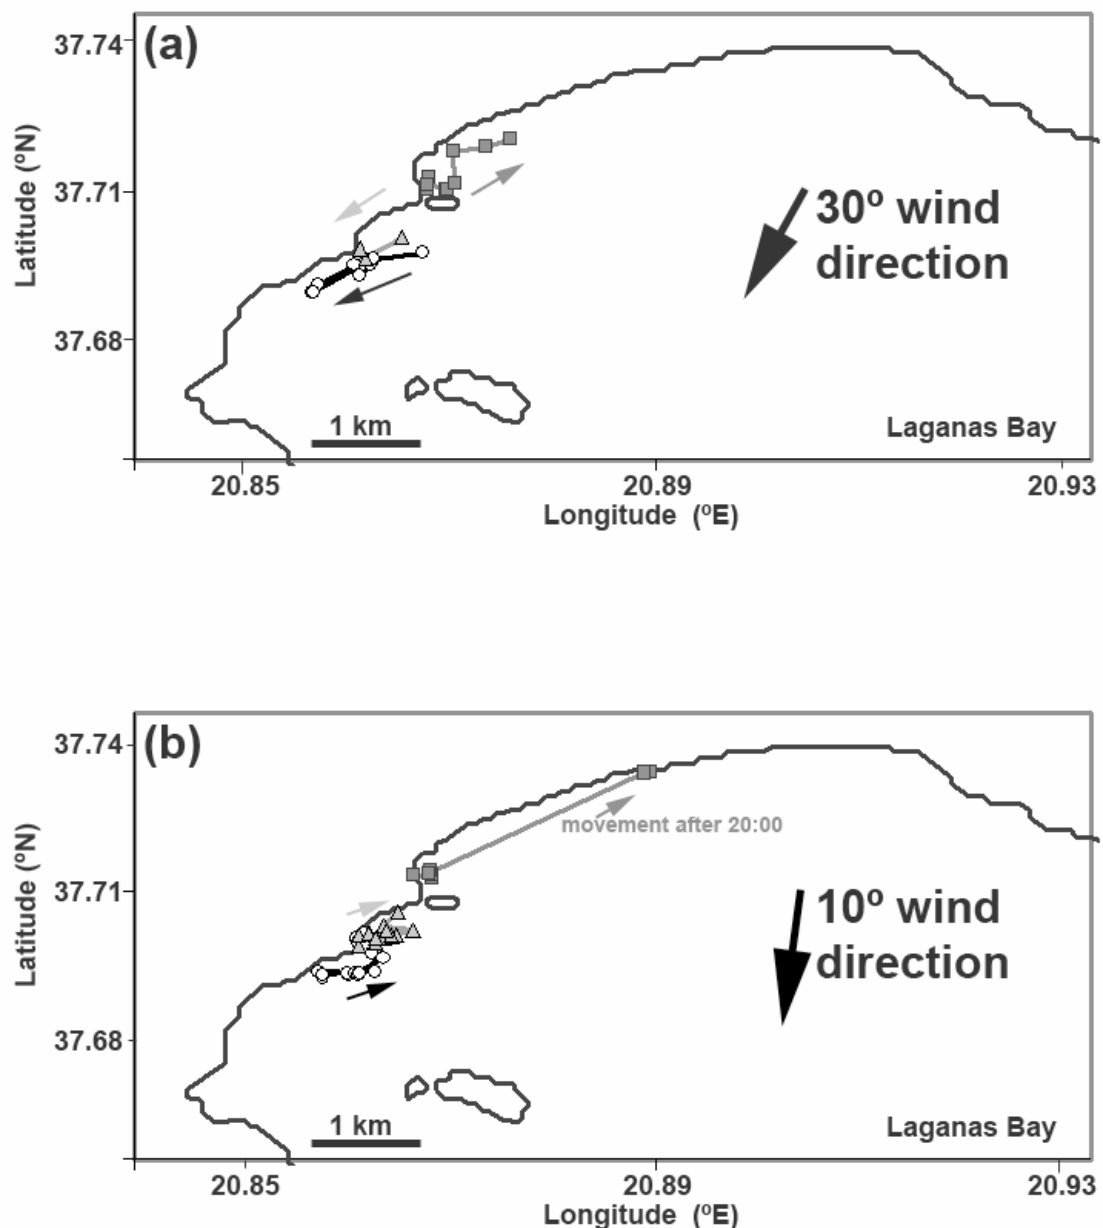 (a)
37.74
37.71
37.68
Latitude (ºN)
30º wind
direction
1 km
Laganas Bay
20.85
20.89
20.93
Longitude (ºE)
(b)
37.74
37.71
37.68
Latitude (ºN)
movement after 20:00
10º wind
direction
1 km
Laganas Bay
20.85
20.89
20.93
Longitude (ºE)